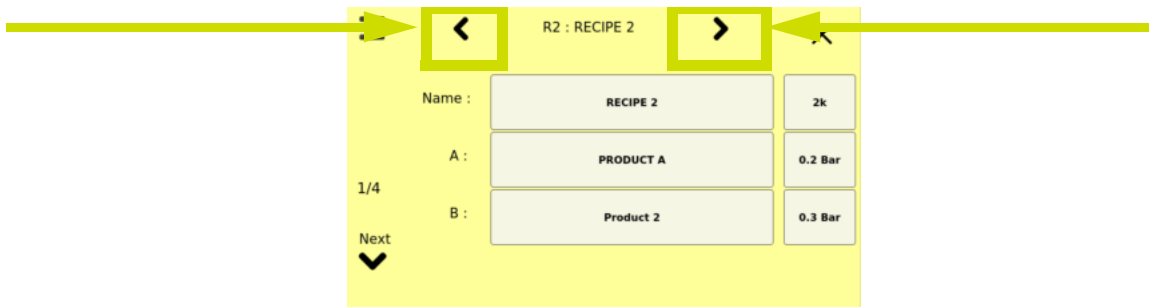 R2 : RECIPE 2
Name : RECIPE 2 2k
A : PRODUCT A 0.2 Bar
1/4
B : Product 2 0.3 Bar
Next